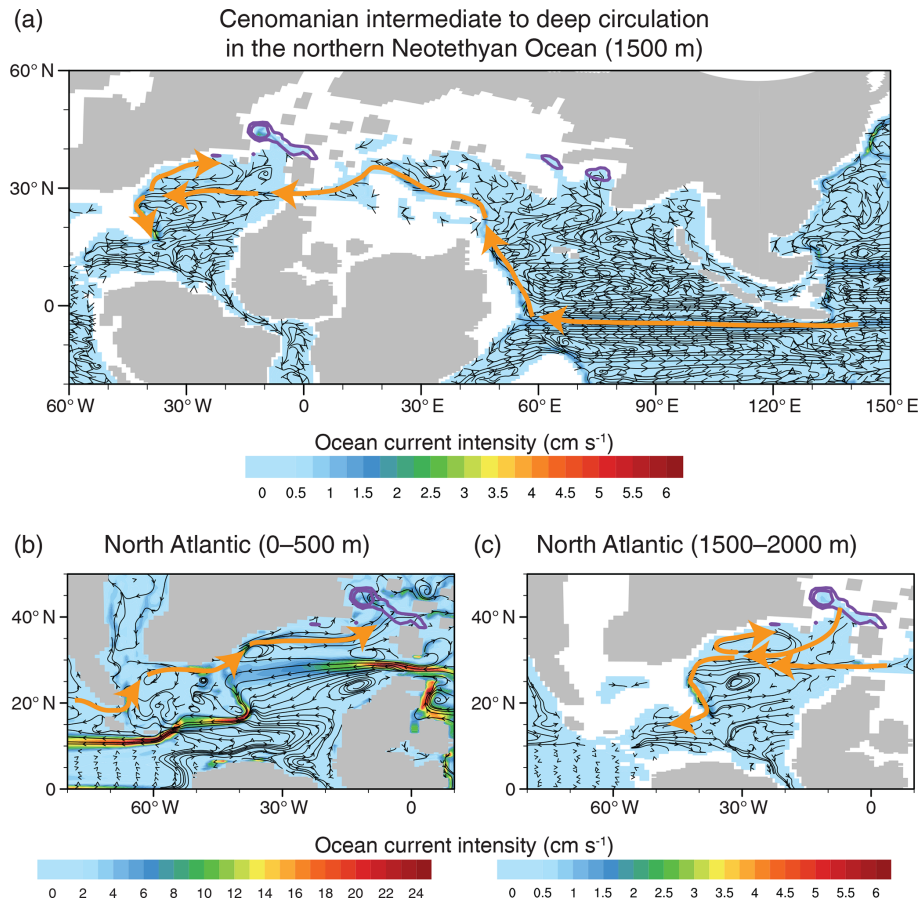 (a)
Cenomanian intermediate to deep circulation
in the northern Neotethyan Ocean (1500 m)
60° N
30° N
0
60° W 30° W 0 30° E 60° E 90° E 120° E 150° E
Ocean current intensity (cm s⁻¹)
0 0.5 1 1.5 2 2.5 3 3.5 4 4.5 5 5.5 6
(b) North Atlantic (0–500 m)
40° N
20° N
0
60° W 30° W 0
(c) North Atlantic (1500–2000 m)
40° N
20° N
0
60° W 30° W 0
Ocean current intensity (cm s⁻¹)
0 2 4 6 8 10 12 14 16 18 20 22 24
0 0.5 1 1.5 2 2.5 3 3.5 4 4.5 5 5.5 6